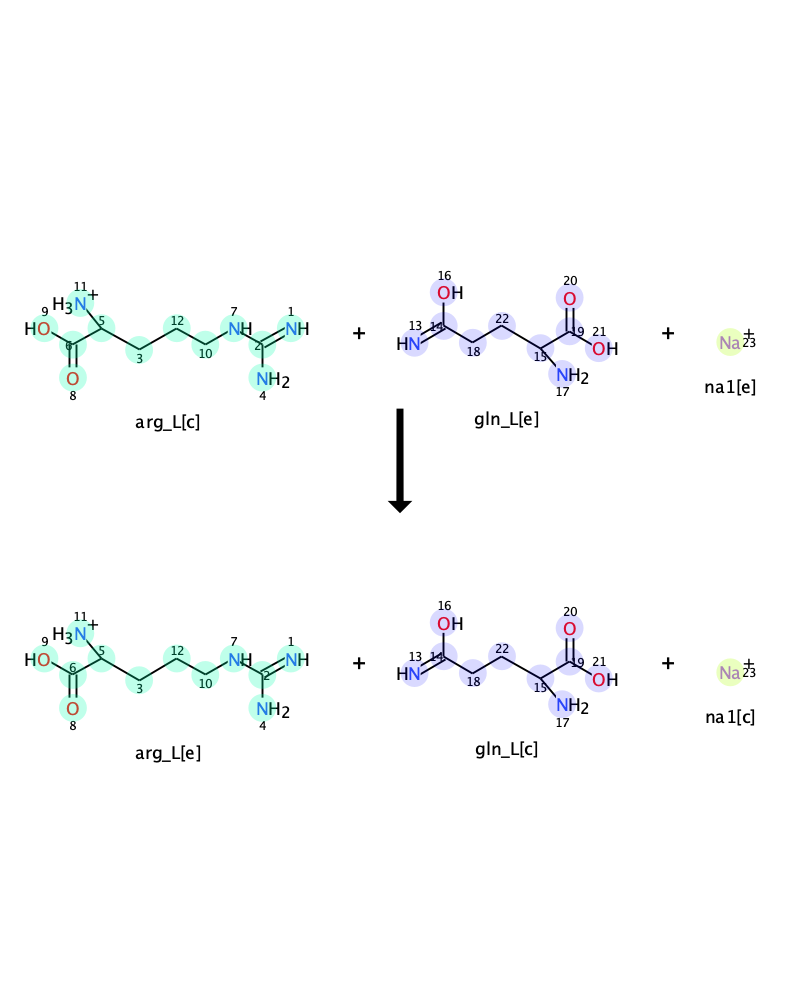 11
H3N+
9
HO
5
6
O
8
3
12
10
7
NH
2
1
NH
NH2
4
arg_L[c]
+
16
OH
13
HN
14
18
22
15
NH2
17
20
O
19
21
OH
gln_L[e]
+
Na+
23
na1[e]
11
H3N+
9
HO
5
6
O
8
3
12
10
7
NH
2
1
NH
NH2
4
arg_L[e]
+
16
OH
13
HN
14
18
22
15
NH2
17
20
O
19
21
OH
gln_L[c]
+
Na+
23
na1[c]